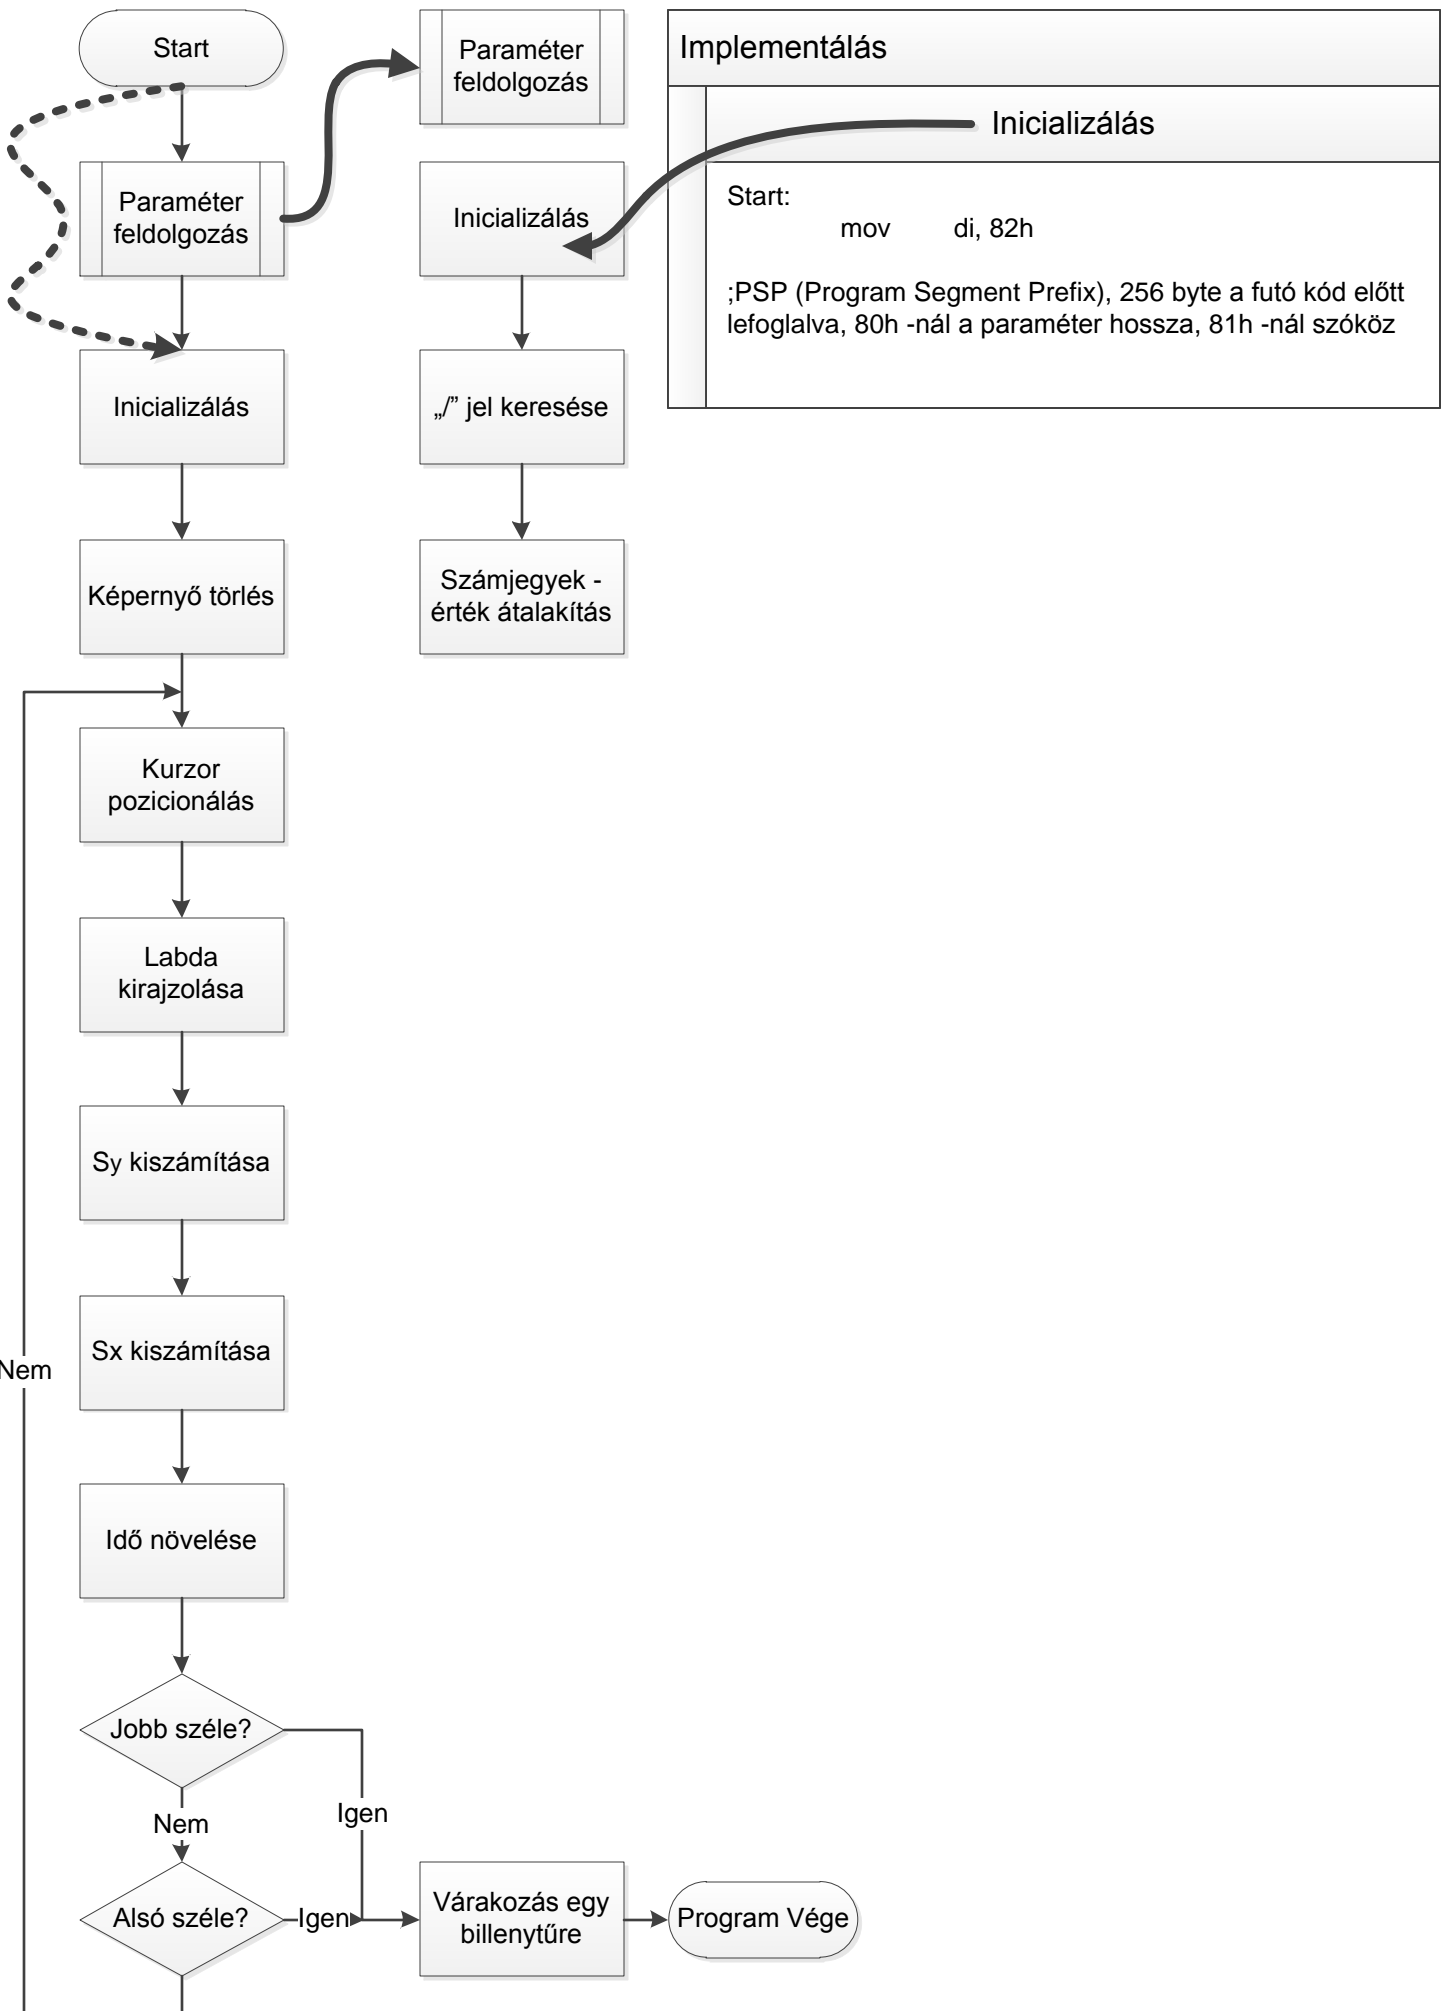 Start
Paraméter
feldolgozás
Inicializálás
Képernyő törlés
Kurzor
pozicionálás
Labda
kirajzolása
Sy kiszámítása
Sx kiszámítása
Nem
Idő növelése
Jobb széle?
Nem
Igen
Alsó széle?
Igen
Várakozás egy
billenytűre
Program Vége
Paraméter
feldolgozás
Inicializálás
„/” jel keresése
Számjegyek -
érték átalakítás
Implementálás
Inicializálás
Start:
mov di, 82h
;PSP (Program Segment Prefix), 256 byte a futó kód előtt
lefoglalva, 80h -nál a paraméter hossza, 81h -nál szóköz